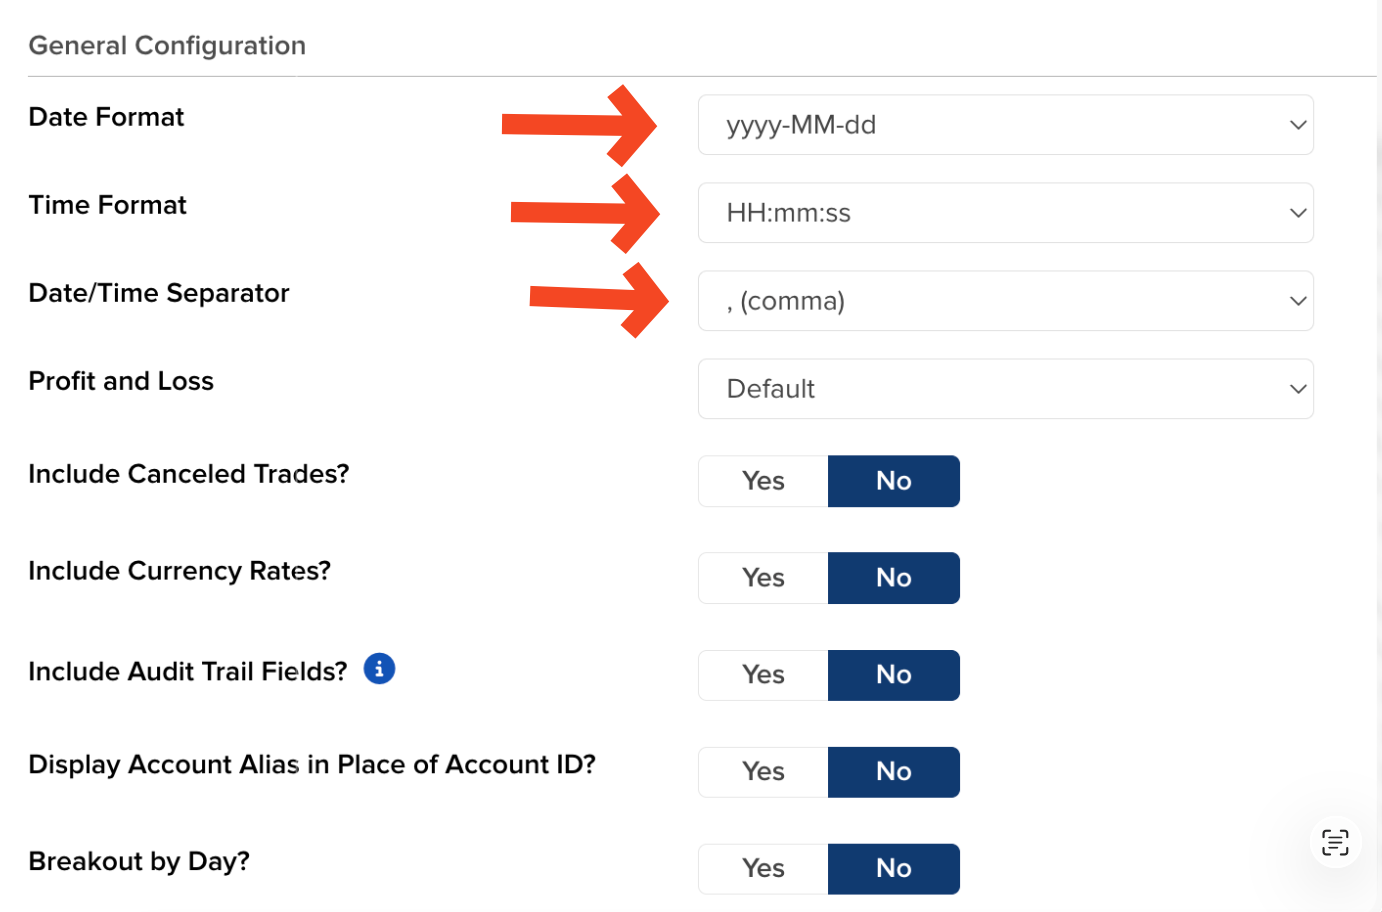 General Configuration
Date Format
yyyy-MM-dd
Time Format
HH:mm:ss
Date/Time Separator
, (comma)
Profit and Loss
Default
Include Canceled Trades?
Yes No
Include Currency Rates?
Yes No
Include Audit Trail Fields? i
Yes No
Display Account Alias in Place of Account ID?
Yes No
Breakout by Day?
Yes No